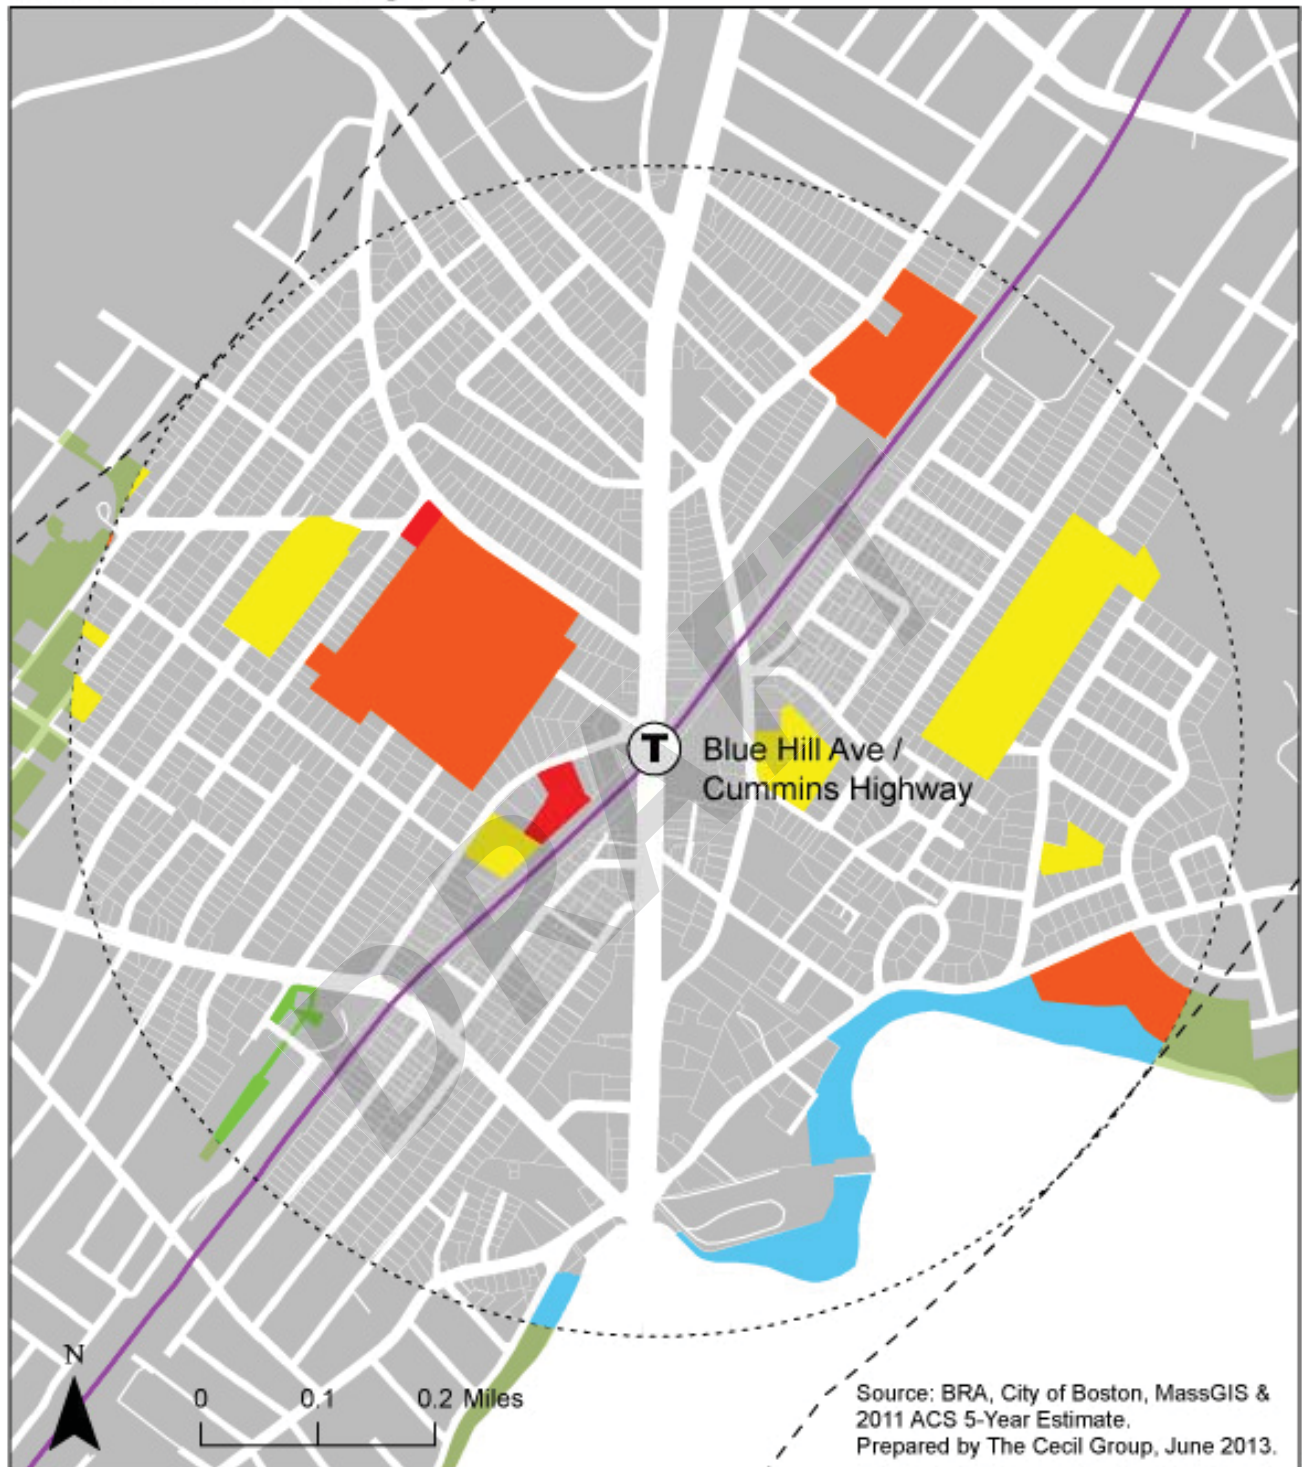 T
Blue Hill Ave /
Cummins Highway
DRAFT
N
0 0.1 0.2 Miles
Source: BRA, City of Boston, MassGIS &
2011 ACS 5-Year Estimate.
Prepared by The Cecil Group, June 2013.